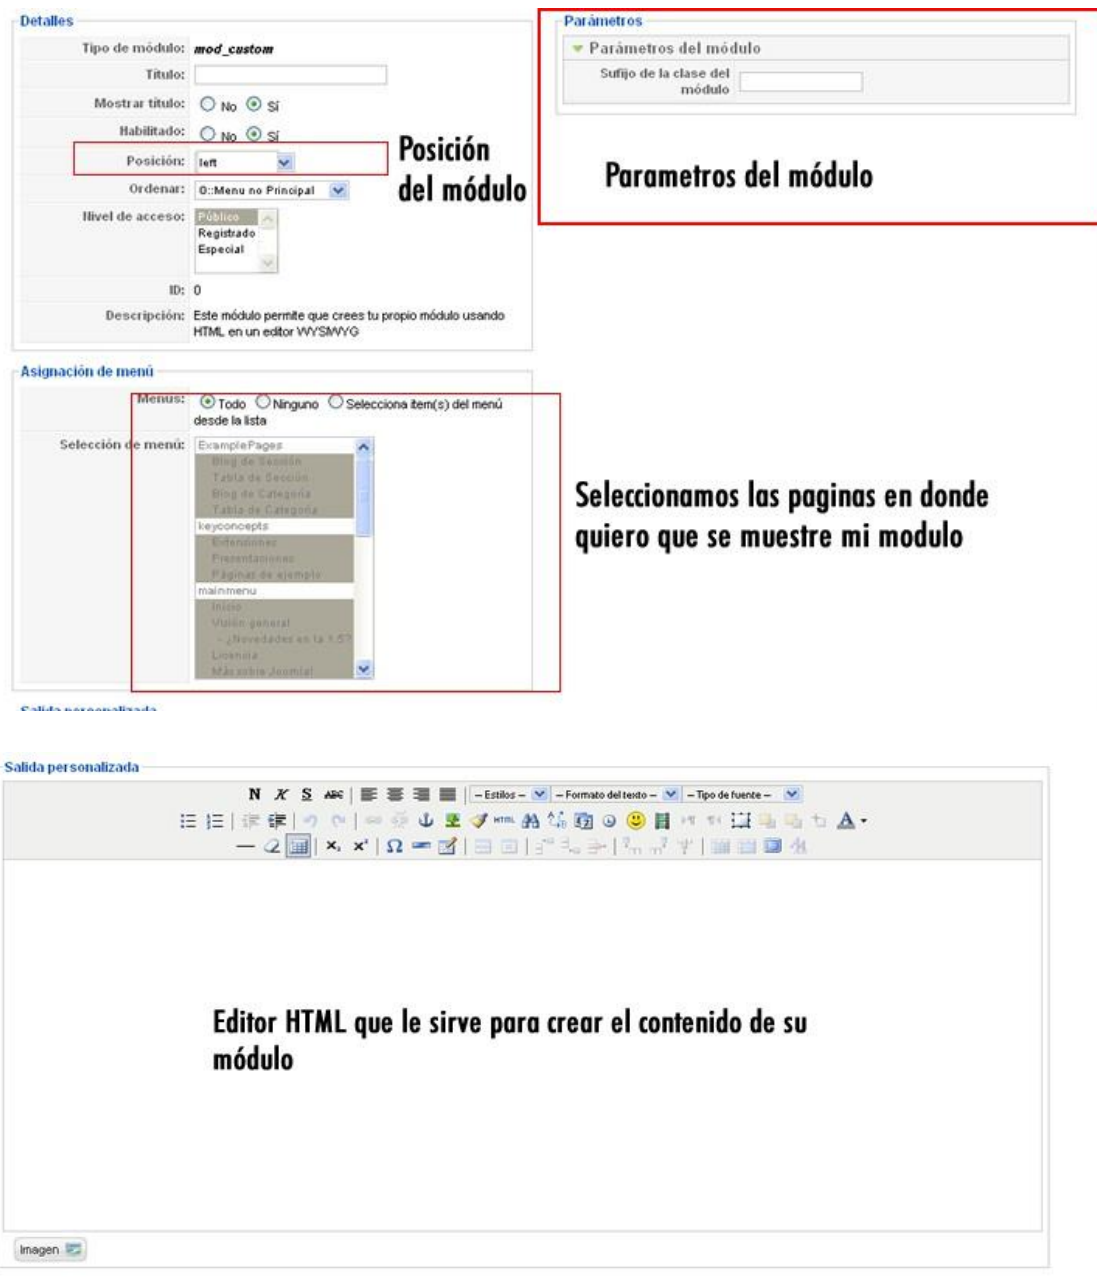 Detalles
Tipo de módulo: mod_custom
Título:
Mostrar título: No Sí
Habilitado: No Sí
Posición: left
Ordenar: 0::Menu no Principal
Nivel de acceso: Público
Registrado
Especial
ID: 0
Descripción: Este módulo permite que crees tu propio módulo usando
HTML en un editor WYSIWYG
Posición
del módulo
Parámetros
Parámetros del módulo
Sufijo de la clase del
módulo
Parametros del módulo
Asignación de menú
Menus: Todo Ninguno Selecciona ítem(s) del menú
desde la lista
Selección de menú: ExamplePages
Blog de Sección
Tabla de Sección
Blog de Categoría
Tabla de Categoría
keyconcepts
Extensiones
Presentaciones
Páginas de ejemplo
mainmenu
Inicio
Visión general
- ¿Novedades en la 1.5?
Licencia
Más sobre Joomla!
Seleccionamos las paginas en donde
quiero que se muestre mi modulo
Salida personalizada
Salida personalizada
N K S ABC – Estilos – – Formato del texto – – Tipo de fuente –
HTML A
x, x² Ω
Editor HTML que le sirve para crear el contenido de su
módulo
Imagen